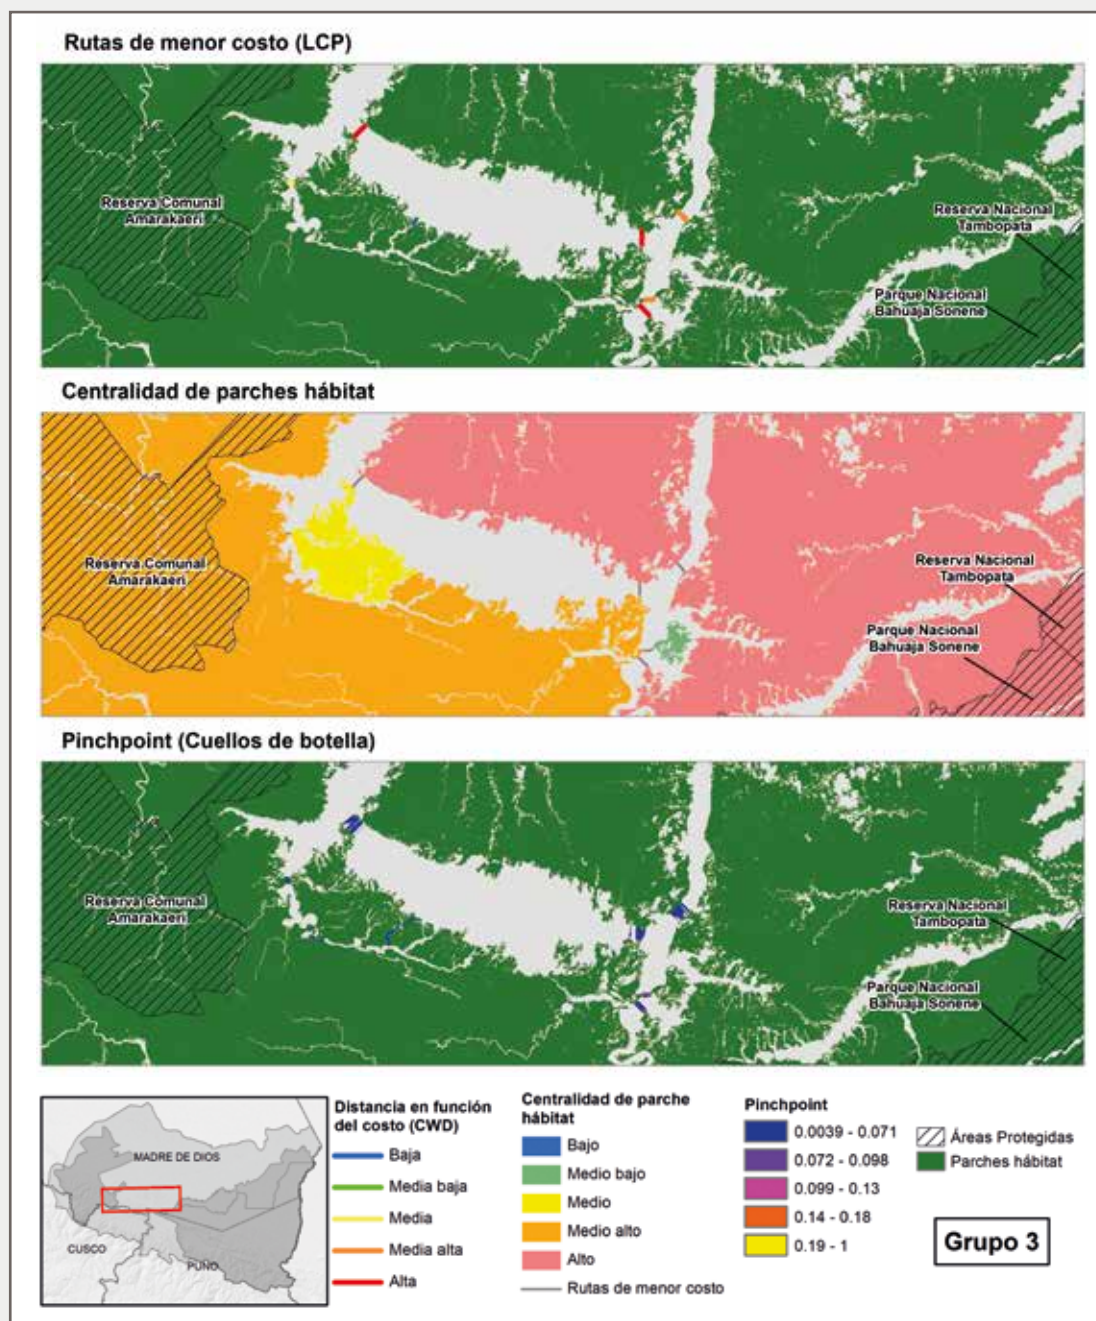 Rutas de menor costo (LCP)
Reserva Comunal
Amarakaeri
Reserva Nacional
Tambopata
Parque Nacional
Bahuaja Sonene
Centralidad de parches hábitat
Reserva Comunal
Amarakaeri
Reserva Nacional
Tambopata
Parque Nacional
Bahuaja Sonene
Pinchpoint (Cuellos de botella)
Reserva Comunal
Amarakaeri
Reserva Nacional
Tambopata
Parque Nacional
Bahuaja Sonene
MADRE DE DIOS
CUSCO
PUNO
Distancia en función
del costo (CWD)
Baja
Media baja
Media
Media alta
Alta
Centralidad de parche
hábitat
Bajo
Medio bajo
Medio
Medio alto
Alto
Rutas de menor costo
Pinchpoint
0.0039 - 0.071
0.072 - 0.098
0.099 - 0.13
0.14 - 0.18
0.19 - 1
Áreas Protegidas
Parches hábitat
Grupo 3